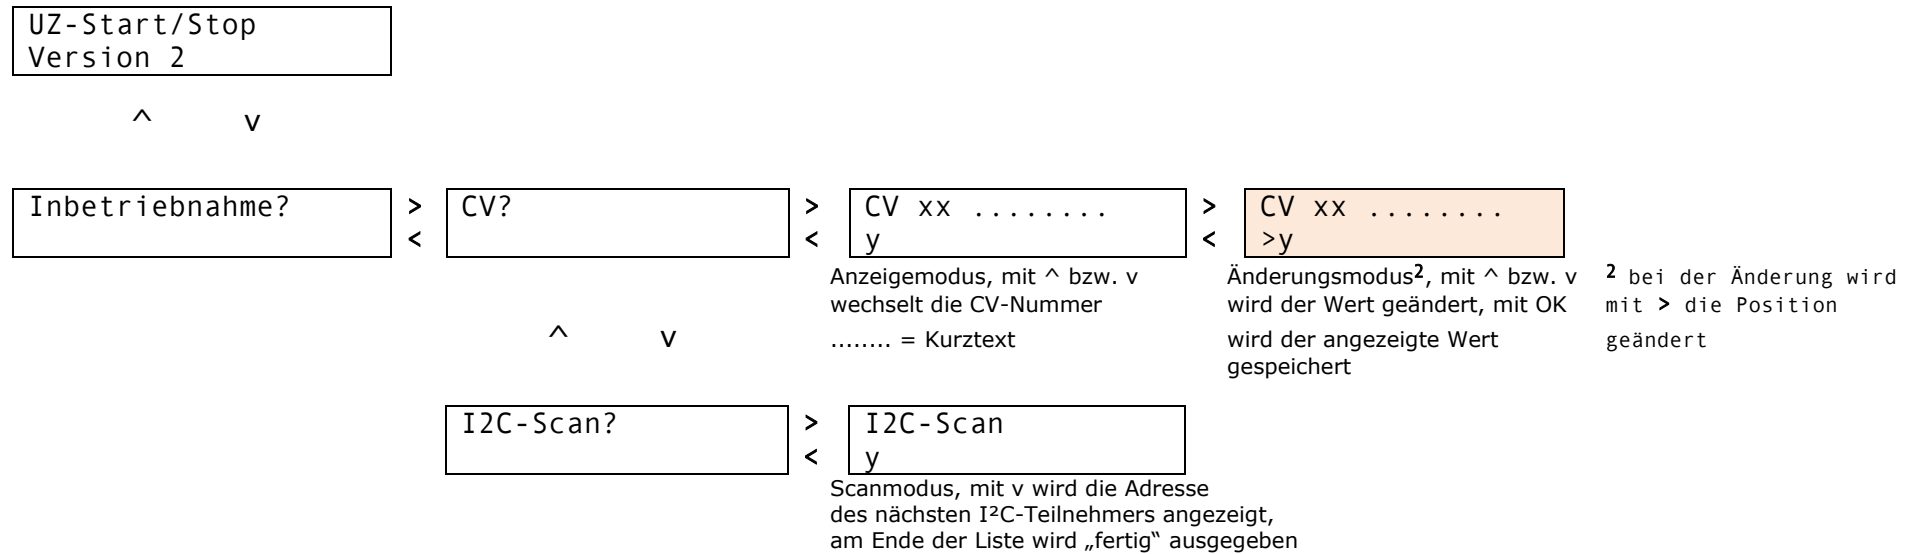 UZ-Start/Stop
Version 2
^ v
Inbetriebnahme? > CV? > CV xx ........ > CV xx ........
< < y < >y
Anzeigemodus, mit ^ bzw. v
wechselt die CV-Nummer
........ = Kurztext
Änderungsmodus², mit ^ bzw. v
wird der Wert geändert, mit OK
wird der angezeigte Wert
gespeichert
² bei der Änderung wird
mit > die Position
geändert
^ v
I2C-Scan? > I2C-Scan
< y
Scanmodus, mit v wird die Adresse
des nächsten I²C-Teilnehmers angezeigt,
am Ende der Liste wird „fertig“ ausgegeben